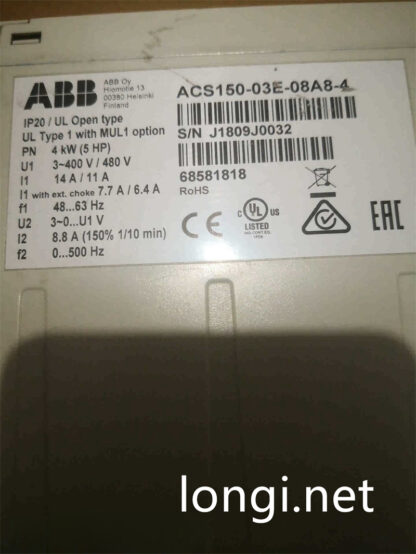 ABB
ABB Oy
Hiomotie 13
00380 Helsinki
Finland
IP20 / UL Open type
UL Type 1 with MUL1 option
PN 4 kW (5 HP)
U1 3~400 V / 480 V
I1 14 A / 11 A
I1 with ext. choke 7.7 A / 6.4 A
f1 48...63 Hz
U2 3~0...U1 V
I2 8.8 A (150% 1/10 min)
f2 0...500 Hz
ACS150-03E-08A8-4
S/N J1809J0032
68581818
RoHS
CE
C UL US
LISTED
EAC
longi.net